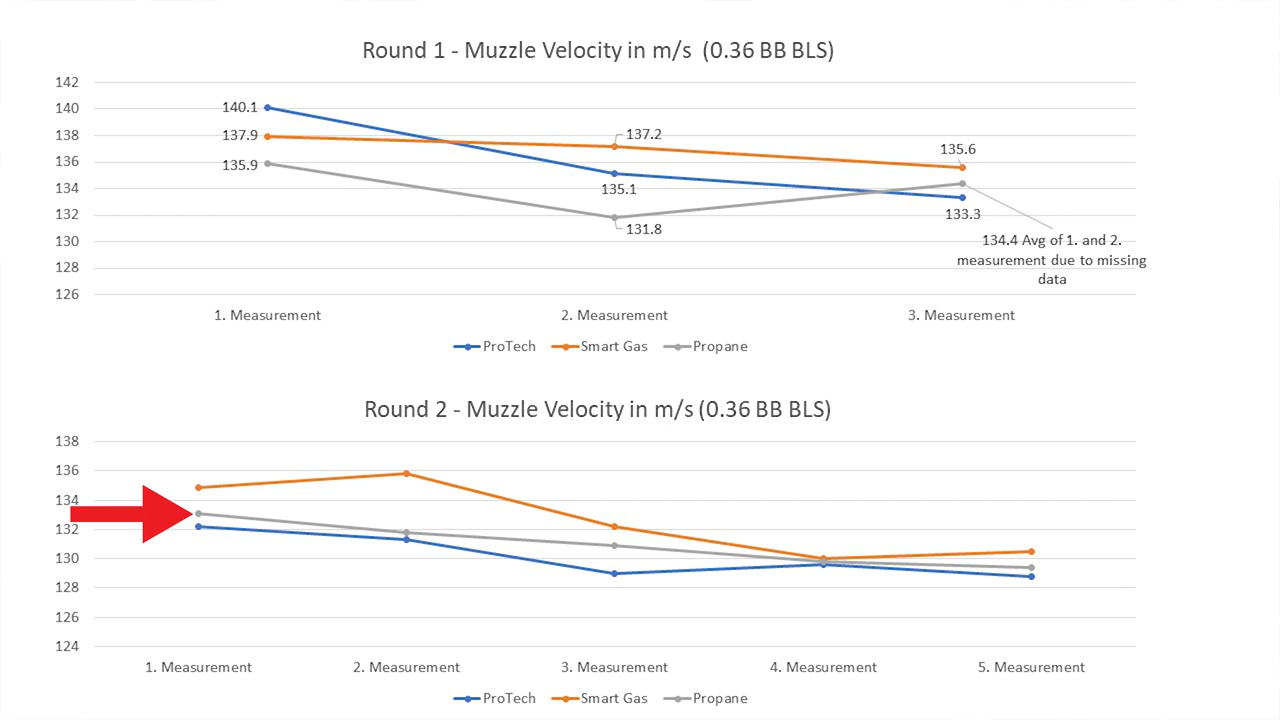 Round 1 - Muzzle Velocity in m/s (0.36 BB BLS)
142
140
138
136
134
132
130
128
126
140.1
137.9
135.9
137.2
135.1
131.8
135.6
133.3
134.4 Avg of 1. and 2.
measurement due to missing
data
1. Measurement
2. Measurement
3. Measurement
ProTech
Smart Gas
Propane
Round 2 - Muzzle Velocity in m/s (0.36 BB BLS)
138
136
134
132
130
128
126
124
1. Measurement
2. Measurement
3. Measurement
4. Measurement
5. Measurement
ProTech
Smart Gas
Propane